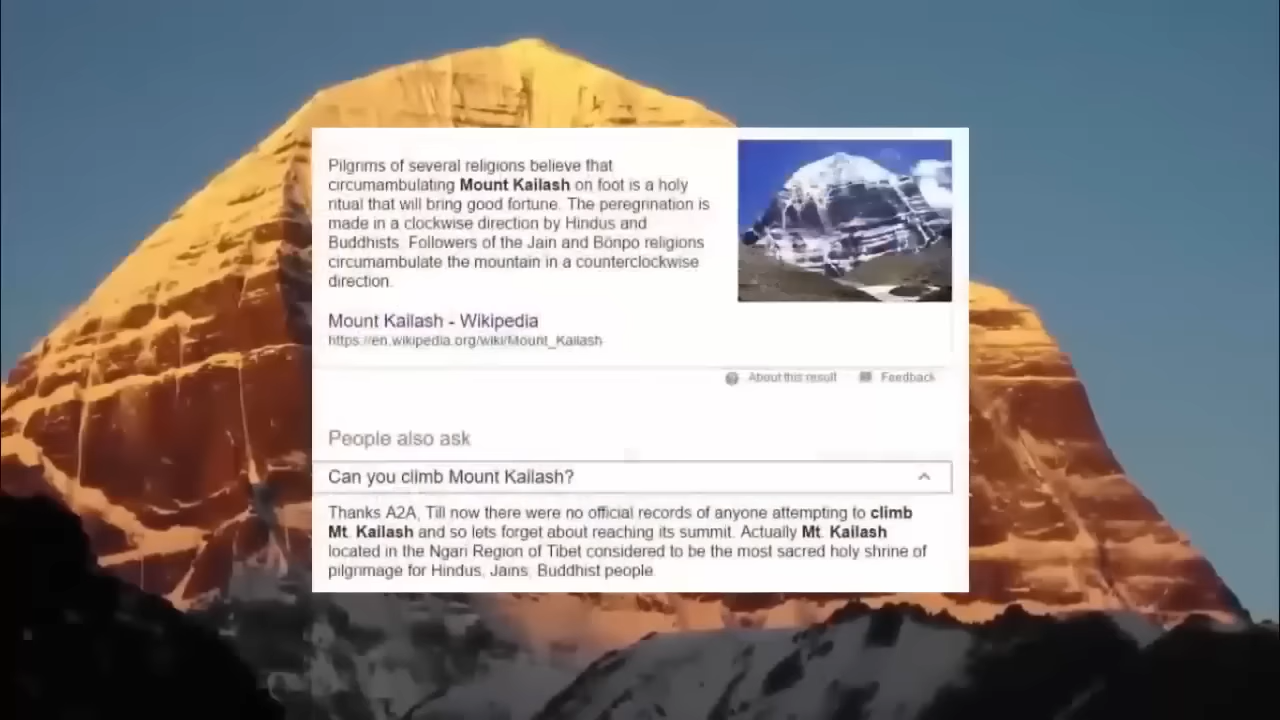 Pilgrims of several religions believe that
circumambulating Mount Kailash on foot is a holy
ritual that will bring good fortune. The peregrination is
made in a clockwise direction by Hindus and
Buddhists. Followers of the Jain and Bönpo religions
circumambulate the mountain in a counterclockwise
direction.
Mount Kailash - Wikipedia
https://en.wikipedia.org/wiki/Mount_Kailash
About this result Feedback
People also ask
Can you climb Mount Kailash?
Thanks A2A, Till now there were no official records of anyone attempting to climb
Mt. Kailash and so lets forget about reaching its summit. Actually Mt. Kailash
located in the Ngari Region of Tibet considered to be the most sacred holy shrine of
pilgrimage for Hindus, Jains, Buddhist people.